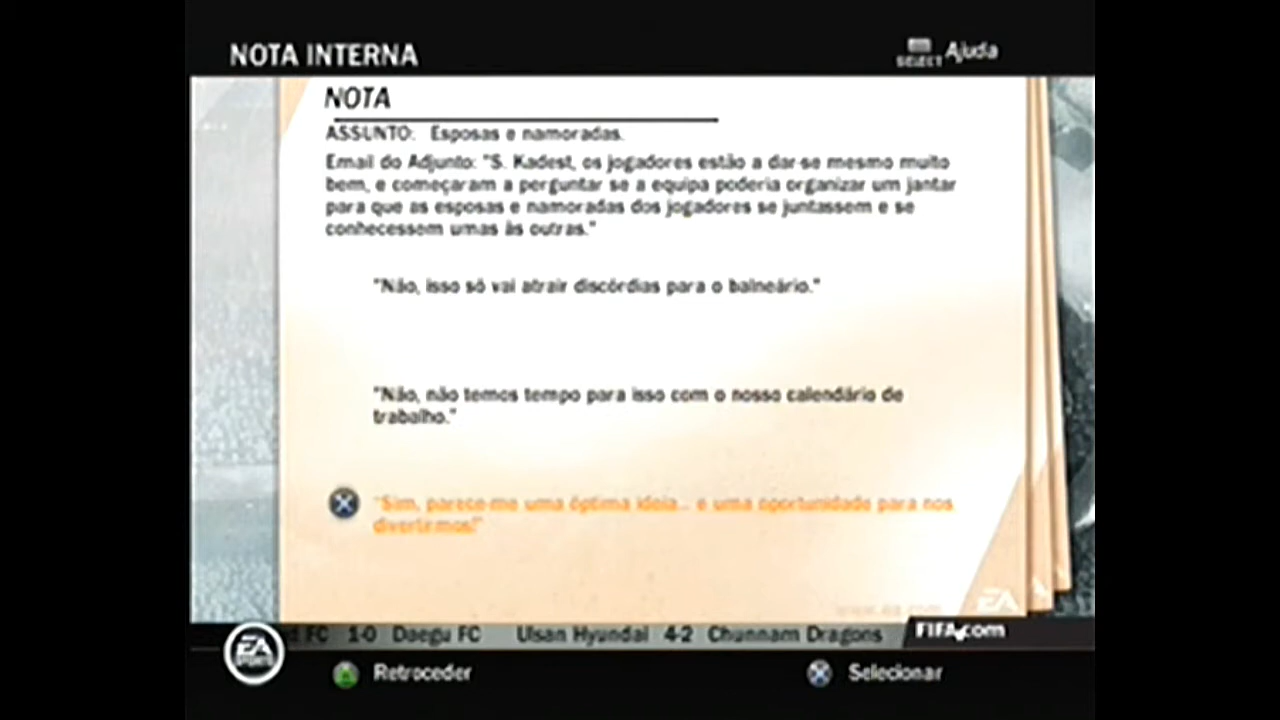 NOTA INTERNA
SELECT Ajuda
NOTA
ASSUNTO: Esposas e namoradas.
Email do Adjunto: "S. Kadest, os jogadores estão a dar-se mesmo muito
bem, e começaram a perguntar se a equipa poderia organizar um jantar
para que as esposas e namoradas dos jogadores se juntassem e se
conhecessem umas às outras."
"Não, isso só vai atrair discórdias para o balneário."
"Não, não temos tempo para isso com o nosso calendário de
trabalho."
"Sim, parece-me uma óptima ideia... e uma oportunidade para nos
divertirmos!"
EA
FC 1-0 Daegu FC Ulsan Hyundai 4-2 Chunnam Dragons FIFA.com
EA SPORTS
Retroceder Selecionar